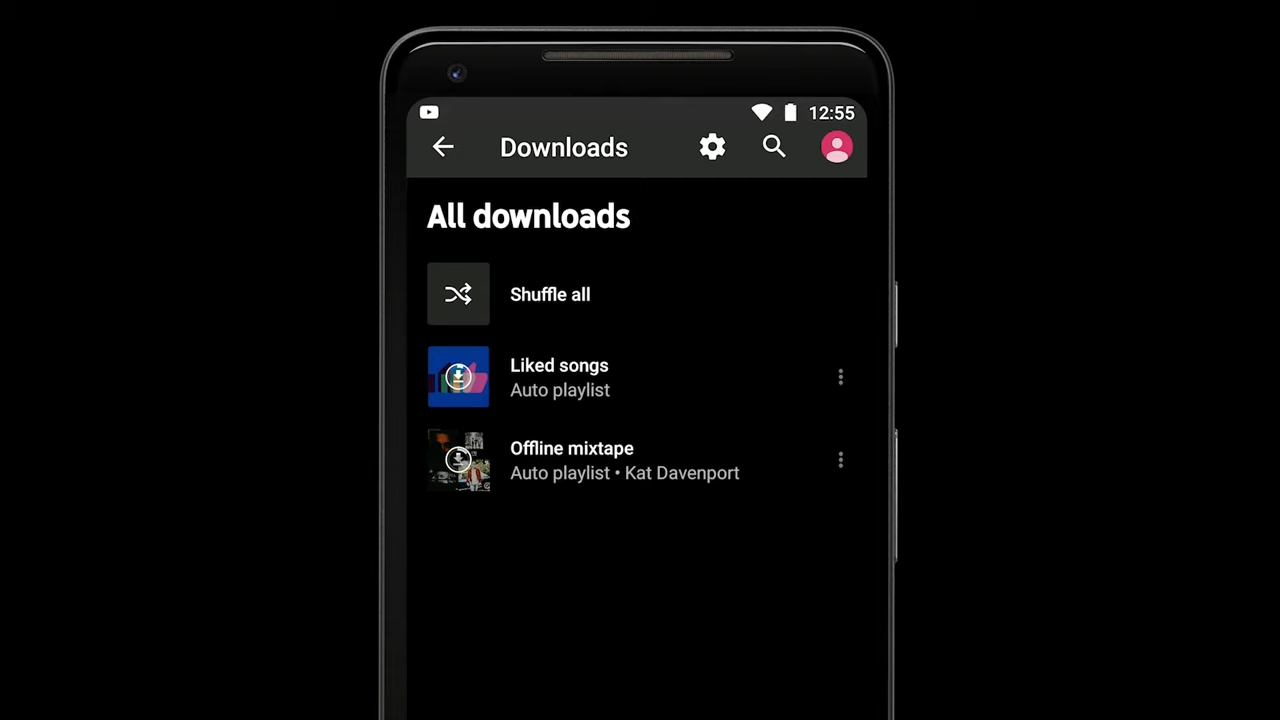 12:55
Downloads
All downloads
Shuffle all
Liked songs
Auto playlist
Offline mixtape
Auto playlist • Kat Davenport